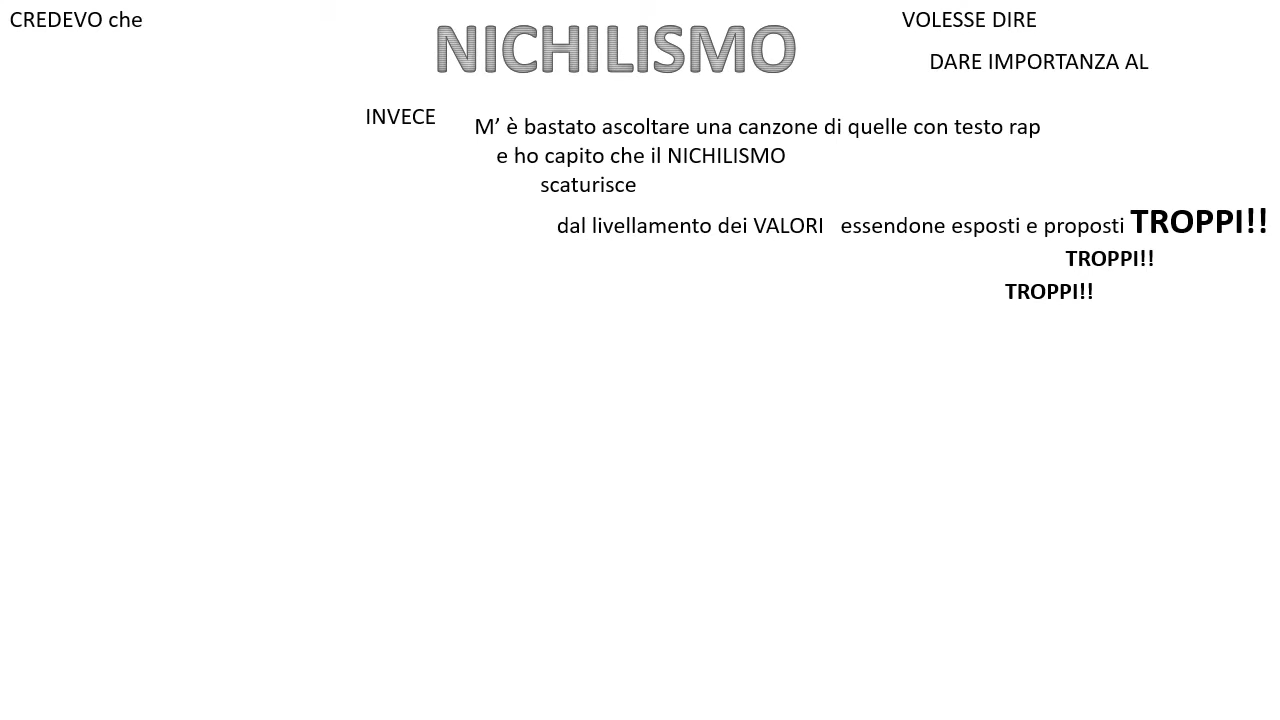 CREDEVO che NICHILISMO VOLESSE DIRE
DARE IMPORTANZA AL
INVECE
M’ è bastato ascoltare una canzone di quelle con testo rap
e ho capito che il NICHILISMO
scaturisce
dal livellamento dei VALORI essendone esposti e proposti TROPPI!!
TROPPI!!
TROPPI!!